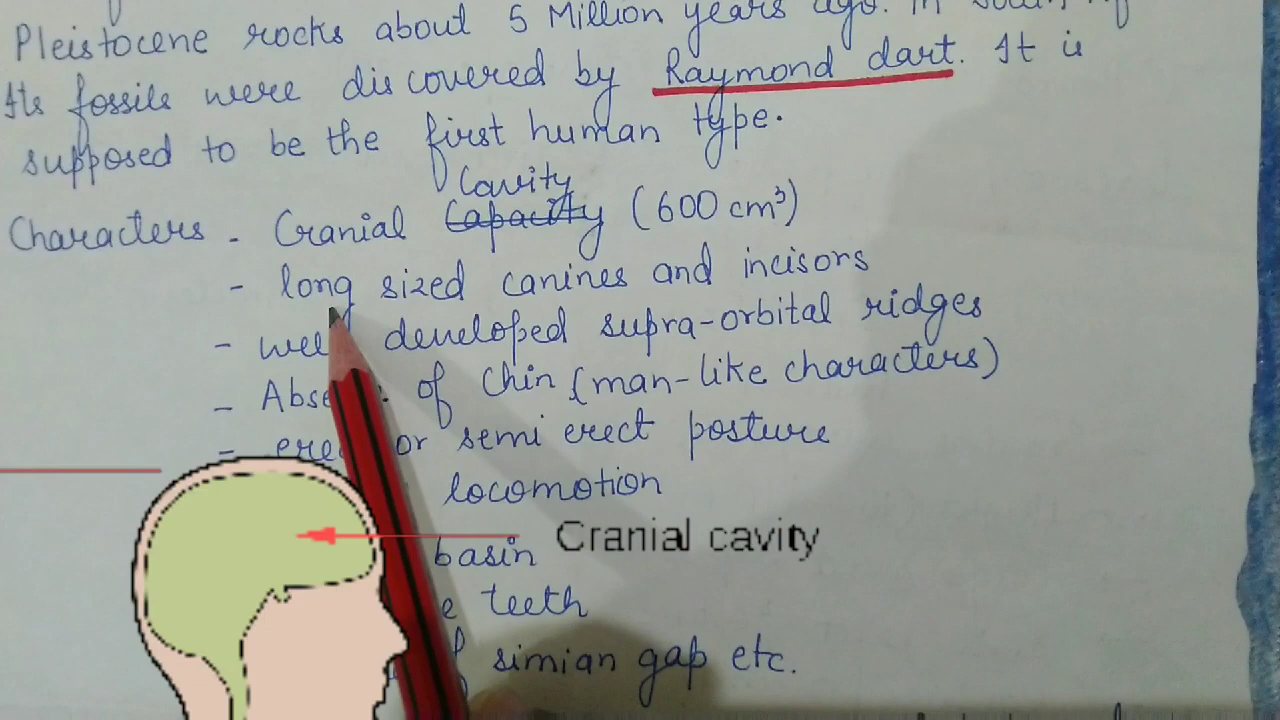 Pleistocene rocks about 5 Million years ago. In
Its fossils were discovered by Raymond dart. It is
supposed to be the first human type.
Cavity
Characters - Cranial Capacity (600 cm³)
- long sized canines and incisors
- well developed supra-orbital ridges
- of Chin (man-like characters)
- or semi erect posture
locomotion
Cranial cavity
basin
teeth
simian gap etc.